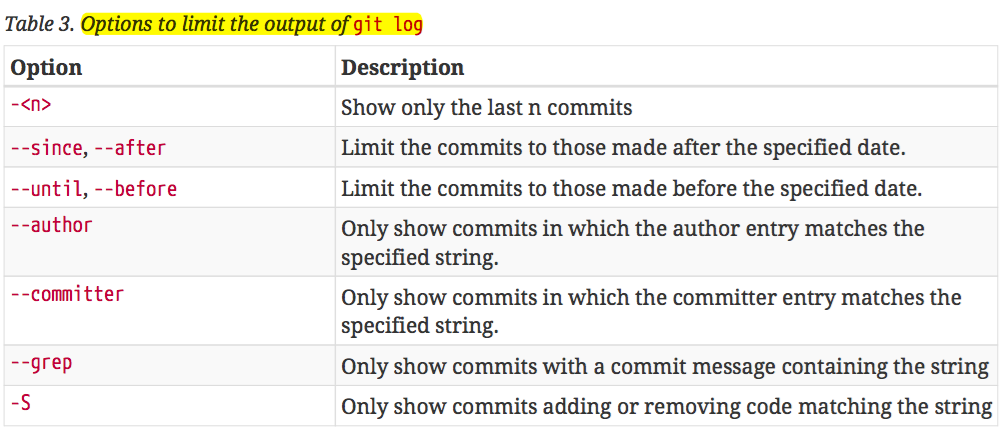 Table 3. Options to limit the output of git log
Option Description
-<n> Show only the last n commits
--since, --after Limit the commits to those made after the specified date.
--until, --before Limit the commits to those made before the specified date.
--author Only show commits in which the author entry matches the
specified string.
--committer Only show commits in which the committer entry matches the
specified string.
--grep Only show commits with a commit message containing the string
-S Only show commits adding or removing code matching the string